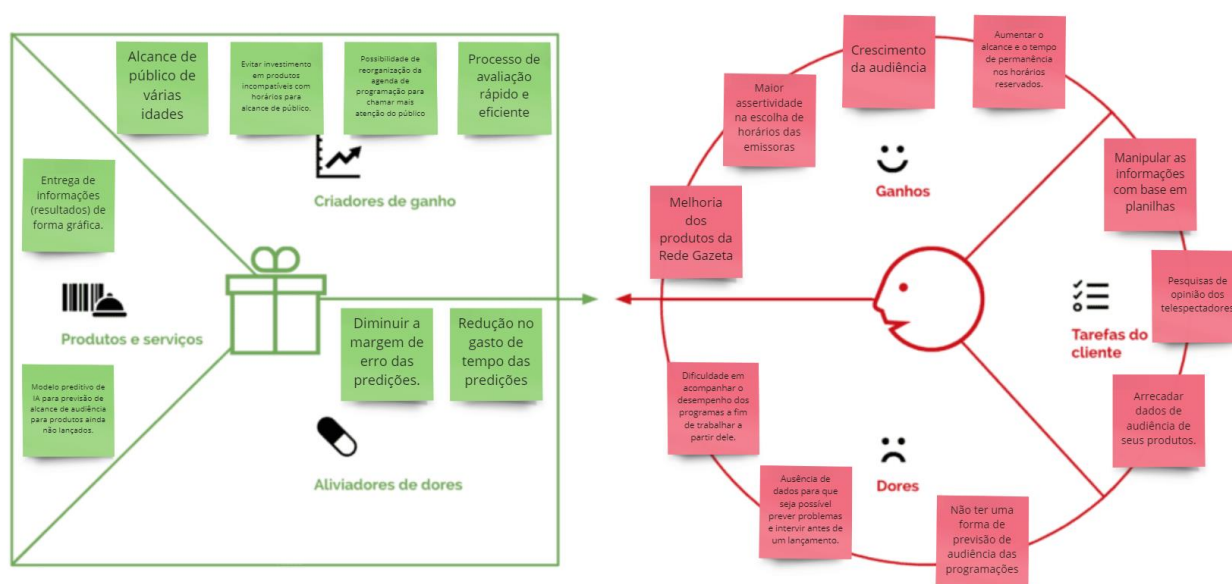 Alcance de
público de
várias
idades
Evitar investimento
em produtos
incompatíveis com
horários para
alcance de público.
Possibilidade de
reorganização da
agenda de
programação para
chamar mais
atenção do público
Processo de
avaliação
rápido e
eficiente
Criadores de ganho
Entrega de
informações
(resultados) de
forma gráfica.
Produtos e serviços
Modelo preditivo de
IA para previsão de
alcance de audiência
para produtos ainda
não lançados.
Diminuir a
margem de
erro das
predições.
Redução no
gasto de
tempo das
predições
Aliviadores de dores
Melhoria
dos
produtos da
Rede Gazeta
Maior
assertividade
na escolha de
horários das
emissoras
Crescimento
da audiência
Aumentar o
alcance e o tempo
de permanência
nos horários
reservados.
Ganhos
Manipular as
informações
com base em
planilhas
Pesquisas de
opinião dos
telespectadores
Tarefas do
cliente
Arrecadar
dados de
audiência de
seus produtos.
Dificuldade em
acompanhar o
desempenho dos
programas a fim
de trabalhar a
partir dele.
Dores
Ausência de
dados para que
seja possível
prever problemas
e intervir antes de
um lançamento.
Não ter uma
forma de
previsão de
audiência das
programações